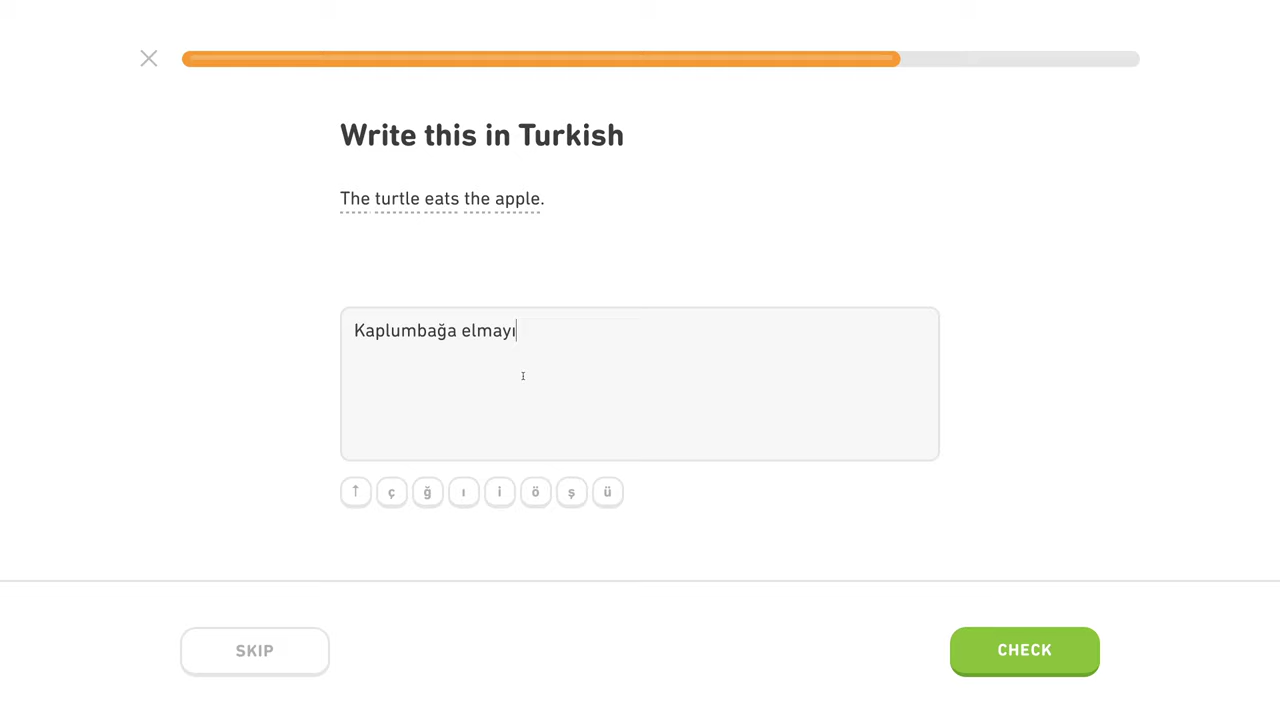 Write this in Turkish
The turtle eats the apple.
Kaplumbağa elmayı
↑ ç ğ ı i ö ş ü
SKIP
CHECK